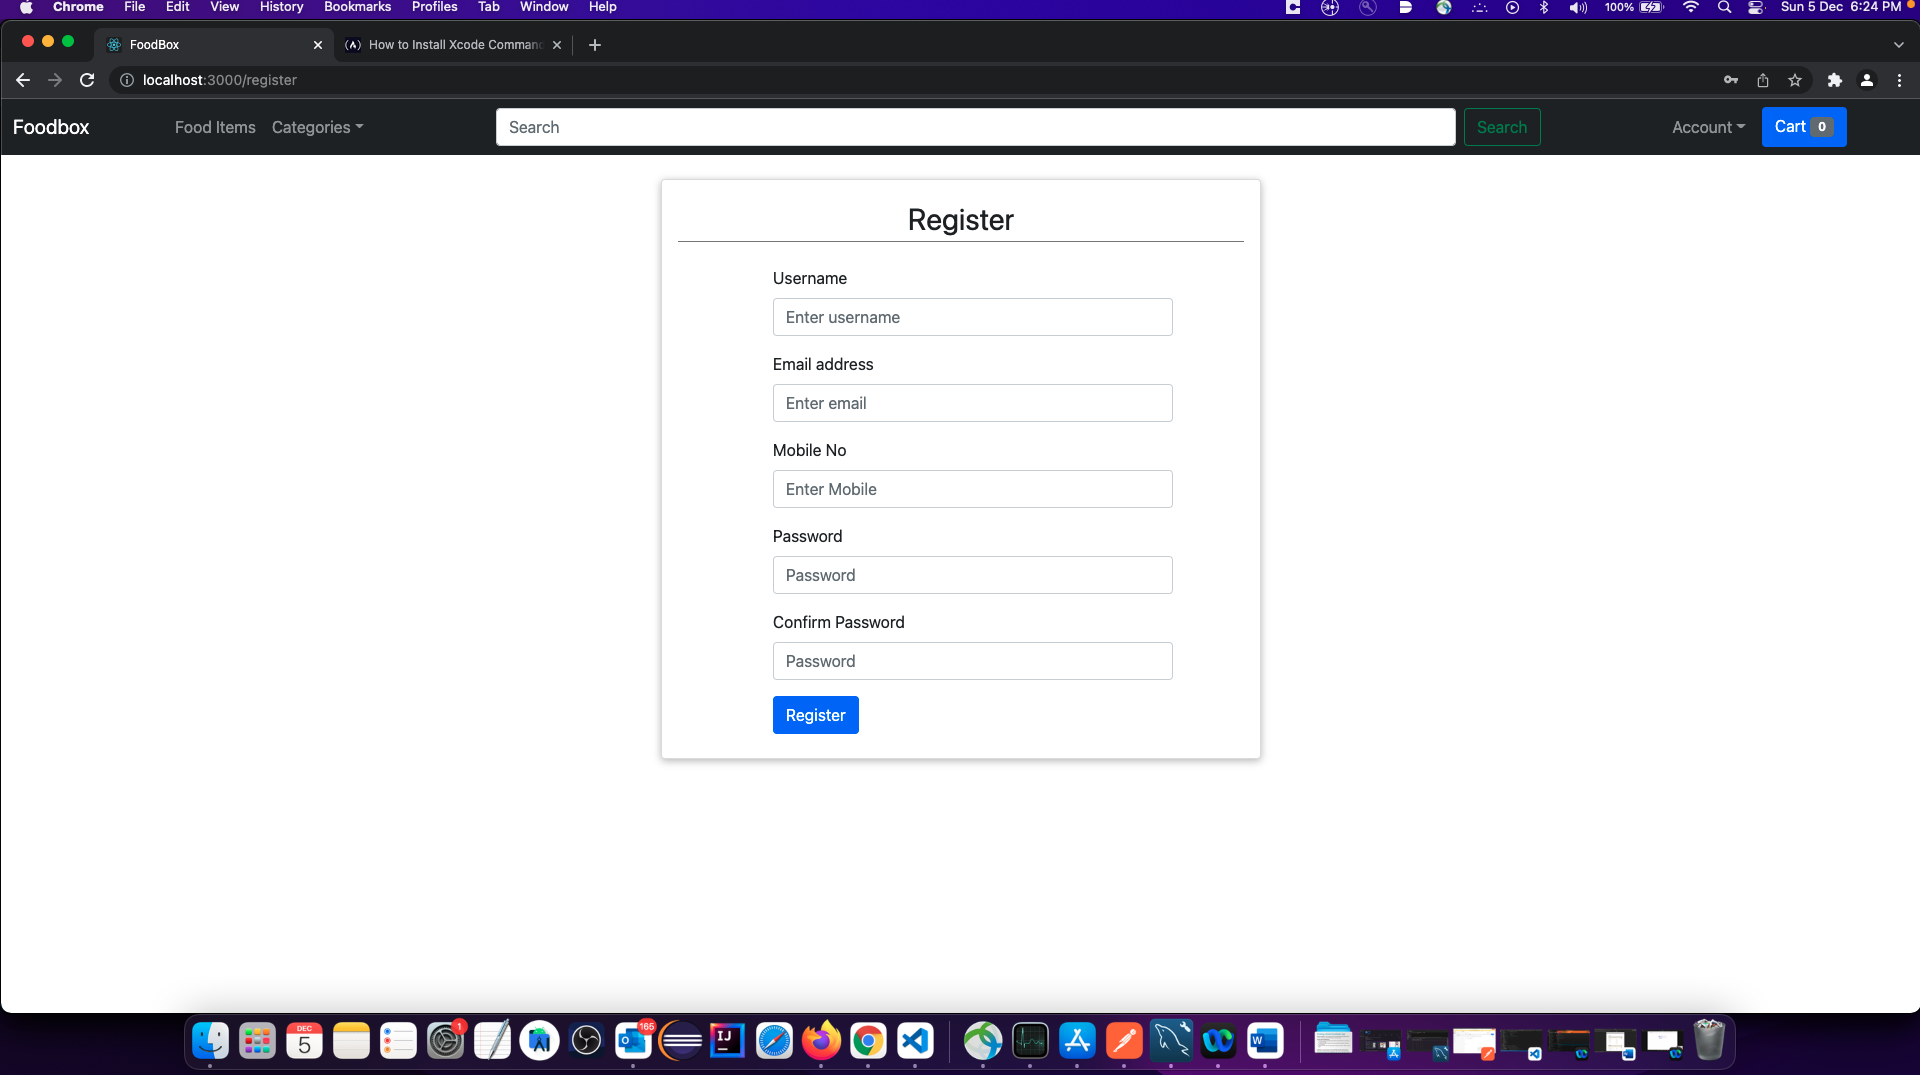 Chrome File Edit View History Bookmarks Profiles Tab Window Help 100% Sun 5 Dec 6:24 PM
FoodBox How to Install Xcode Comman
localhost:3000/register
Foodbox Food Items Categories Search Search Account Cart 0
Register
Username
Enter username
Email address
Enter email
Mobile No
Enter Mobile
Password
Password
Confirm Password
Password
Register
DEC
5
1
165
IJ
W